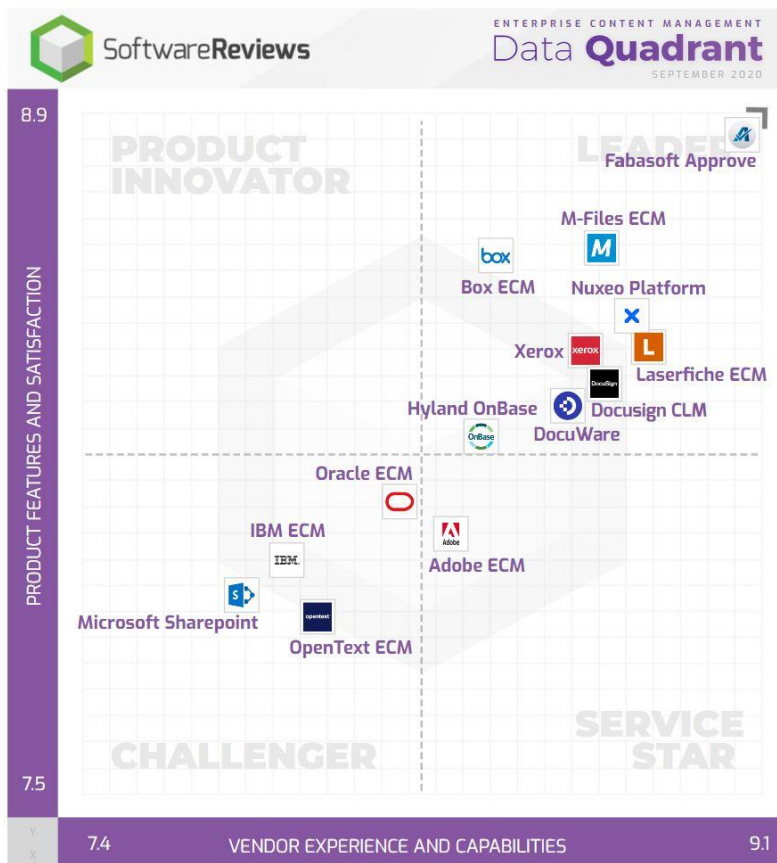 SoftwareReviews
ENTERPRISE CONTENT MANAGEMENT
Data Quadrant
SEPTEMBER 2020
8.9
PRODUCT
INNOVATOR
LEADER
Fabasoft Approve
M-Files ECM
M
box
Box ECM
Nuxeo Platform
Xerox
xerox
L
Laserfiche ECM
DocuSign
Docusign CLM
Hyland OnBase
OnBase
DocuWare
PRODUCT FEATURES AND SATISFACTION
Oracle ECM
Adobe
Adobe ECM
IBM ECM
IBM
S
Microsoft Sharepoint
opentext
OpenText ECM
CHALLENGER
SERVICE
STAR
7.5
Y
X
7.4
VENDOR EXPERIENCE AND CAPABILITIES
9.1